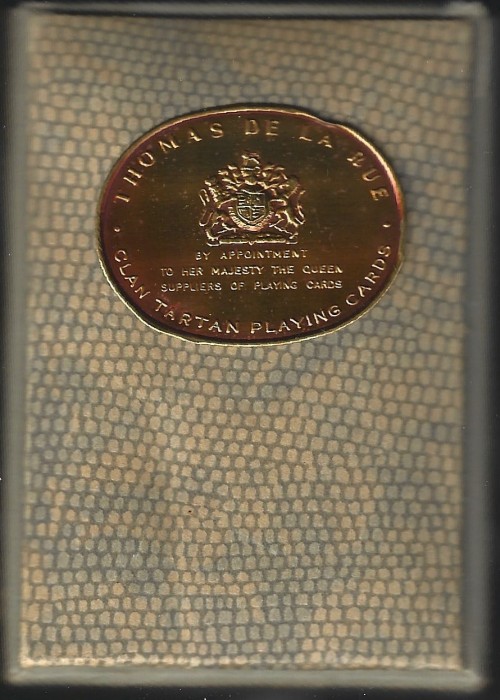 THOMAS DE LA RUE
BY APPOINTMENT
TO HER MAJESTY THE QUEEN
SUPPLIERS OF PLAYING CARDS
· CLAN TARTAN PLAYING CARDS ·